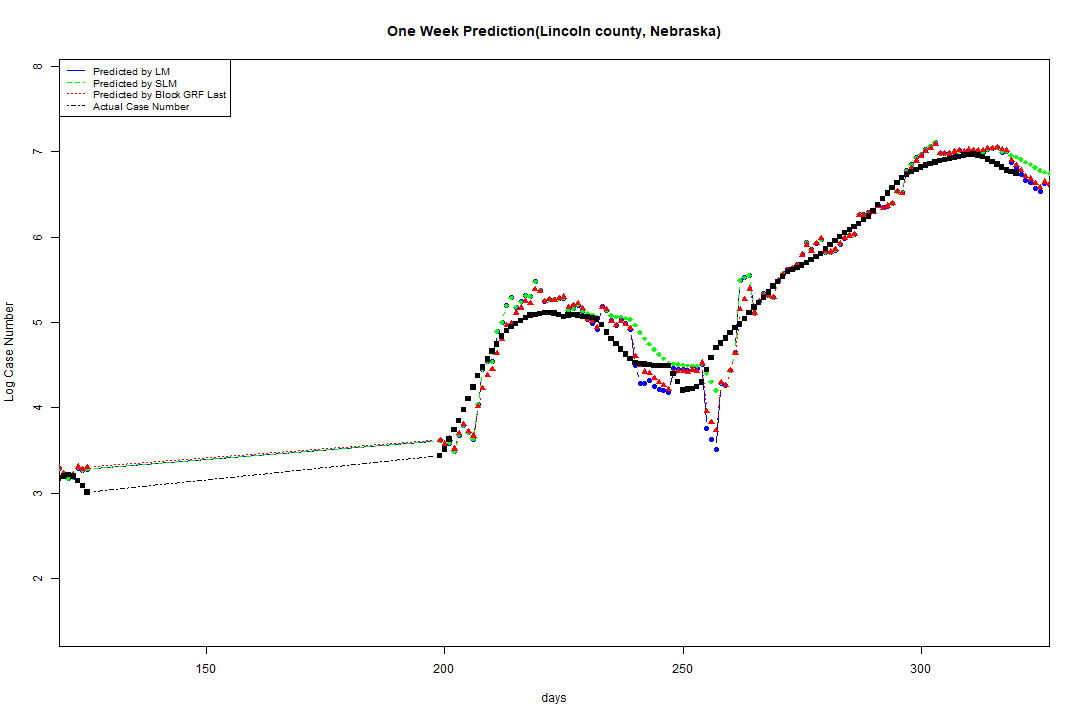 One Week Prediction(Lincoln county, Nebraska)
Predicted by LM
Predicted by SLM
Predicted by Block GRF Last
Actual Case Number
8
7
6
5
4
3
2
Log Case Number
150 200 250 300
days